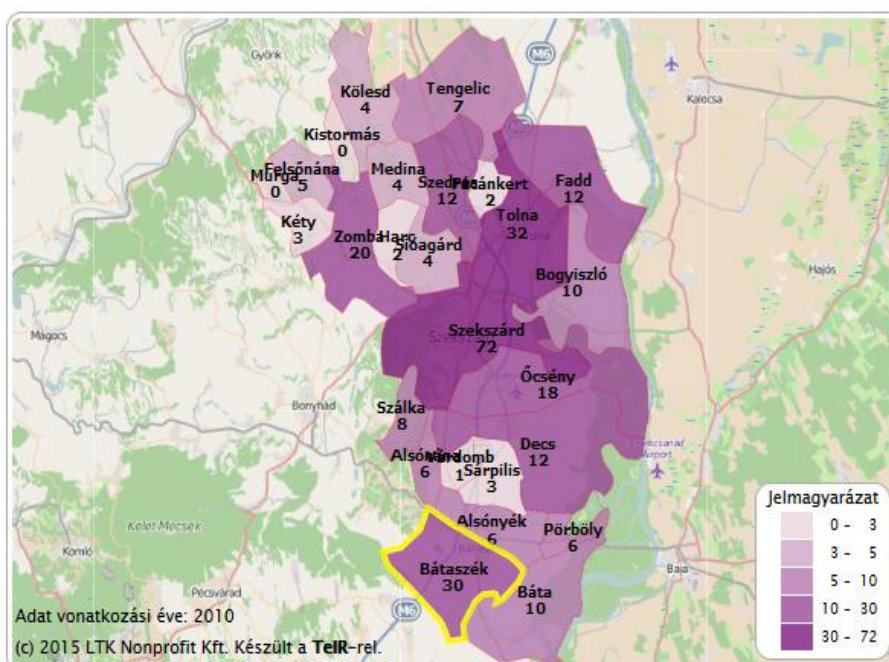 M6
Gyönk
Kölesd
4
Tengelic
7
Kalocsa
M6
Kistormás
0
Felsőnána
5
Murga
0
Medina
4
12
2
Fadd
12
Kéty
3
Zomba
20
Harc
2
Sióagárd
4
Tolna
32
Bogyiszló
10
Hajós
Mágocs
Szekszárd
72
Őcsény
18
Bonyhád
Szálka
8
Decs
12
Airport
Alsónána
6
Várdomb
1
Sárpilis
3
Alsónyék
6
Pörböly
6
Kelet-Mecsek
Komló
Bátaszék
30
Báta
10
Baja
Pécsvárad
M6
Jelmagyarázat
0 - 3
3 - 5
5 - 10
10 - 30
30 - 72
Adat vonatkozási éve: 2010
(c) 2015 LTK Nonprofit Kft. Készült a TeIR-rel.